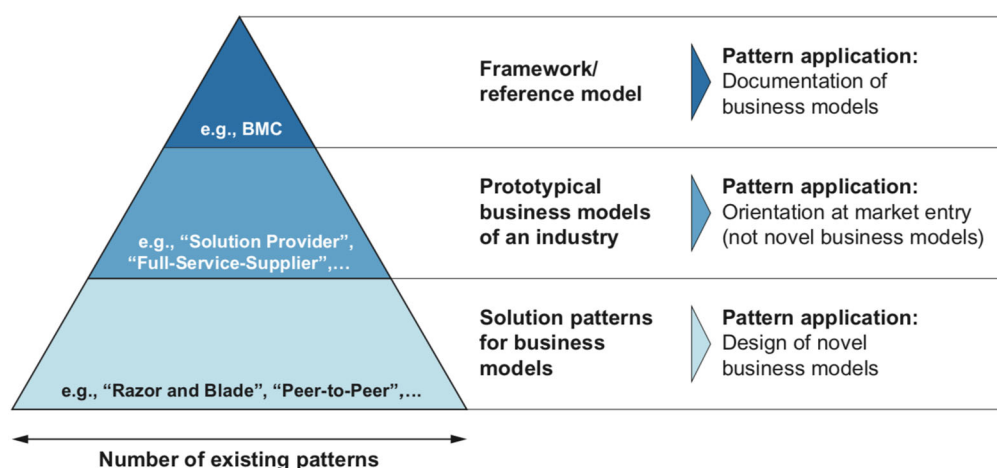 e.g., BMC
Framework/
reference model
Pattern application:
Documentation of
business models
e.g., “Solution Provider”,
“Full-Service-Supplier”,...
Prototypical
business models
of an industry
Pattern application:
Orientation at market entry
(not novel business models)
e.g., “Razor and Blade”, “Peer-to-Peer”,...
Solution patterns
for business
models
Pattern application:
Design of novel
business models
Number of existing patterns